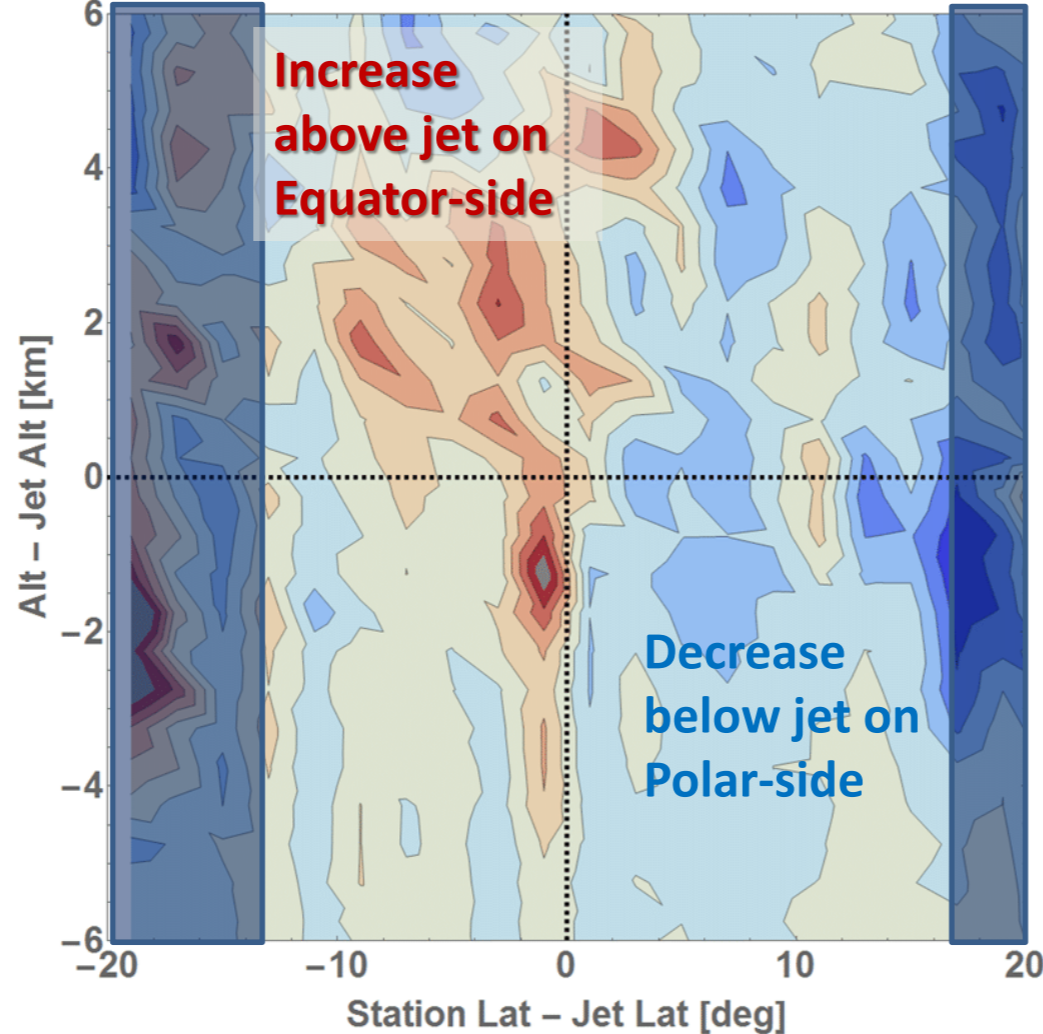 Increase
above jet on
Equator-side
Decrease
below jet on
Polar-side
Alt – Jet Alt [km]
6
4
2
0
−2
−4
−6
−20
−10
0
10
20
Station Lat – Jet Lat [deg]